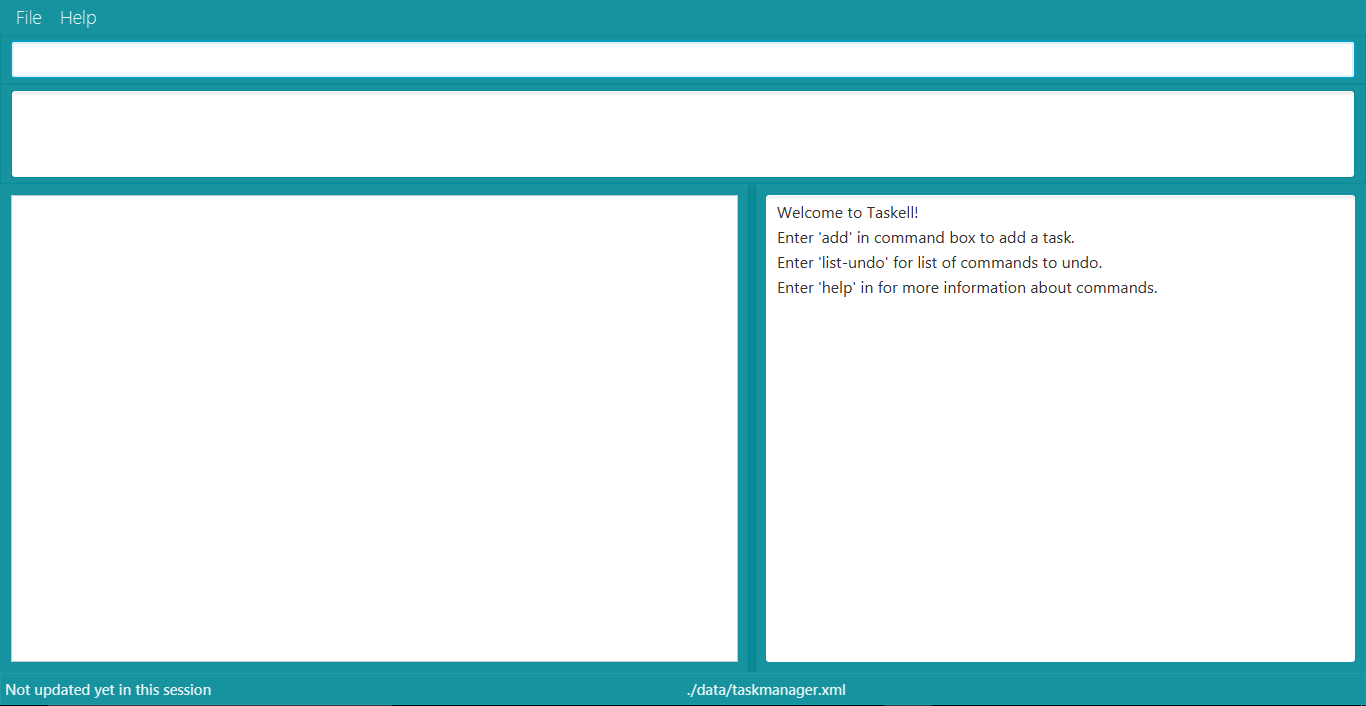 File Help
Welcome to Taskell!
Enter 'add' in command box to add a task.
Enter 'list-undo' for list of commands to undo.
Enter 'help' in for more information about commands.
Not updated yet in this session
./data/taskmanager.xml